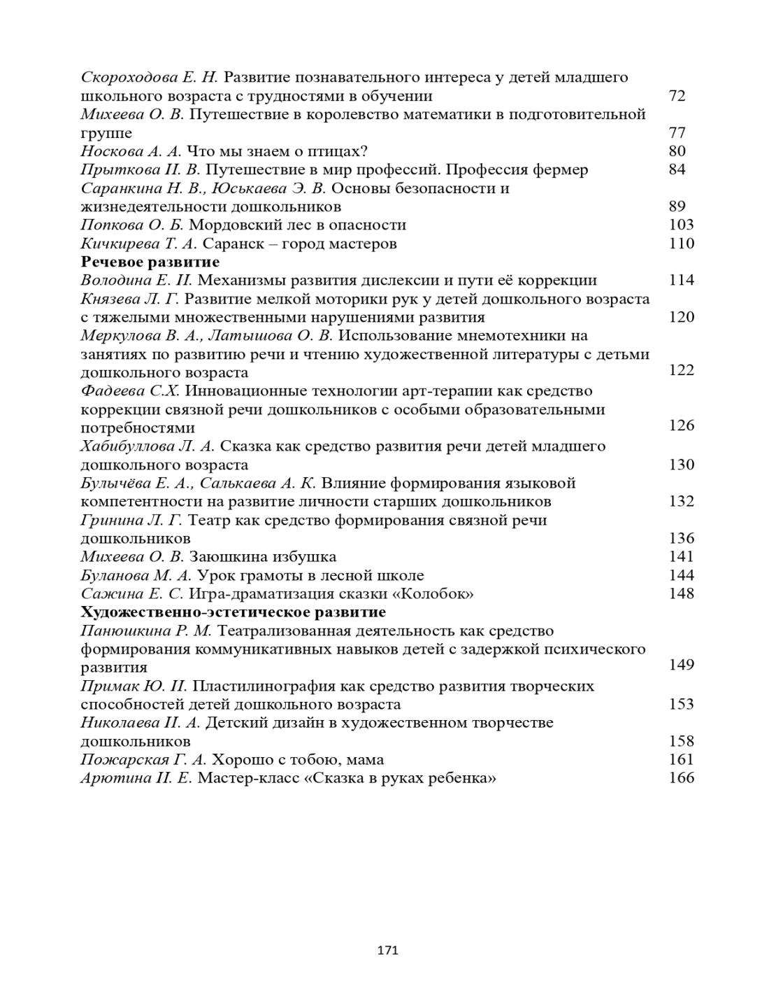 Скороходова Е. Н. Развитие познавательного интереса у детей младшего
школьного возраста с трудностями в обучении 72
Михеева О. В. Путешествие в королевство математики в подготовительной
группе 77
Носкова А. А. Что мы знаем о птицах? 80
Прыткова И. В. Путешествие в мир профессий. Профессия фермер 84
Саранкина Н. В., Юськаева Э. В. Основы безопасности и
жизнедеятельности дошкольников 89
Попкова О. Б. Мордовский лес в опасности 103
Кичкирева Т. А. Саранск – город мастеров 110
Речевое развитие
Володина Е. И. Механизмы развития дислексии и пути её коррекции 114
Князева Л. Г. Развитие мелкой моторики рук у детей дошкольного возраста
с тяжелыми множественными нарушениями развития 120
Меркулова В. А., Латышова О. В. Использование мнемотехники на
занятиях по развитию речи и чтению художественной литературы с детьми
дошкольного возраста 122
Фадеева С.Х. Инновационные технологии арт-терапии как средство
коррекции связной речи дошкольников с особыми образовательными
потребностями 126
Хабибуллова Л. А. Сказка как средство развития речи детей младшего
дошкольного возраста 130
Булычёва Е. А., Салькаева А. К. Влияние формирования языковой
компетентности на развитие личности старших дошкольников 132
Гринина Л. Г. Театр как средство формирования связной речи
дошкольников 136
Михеева О. В. Заюшкина избушка 141
Буланова М. А. Урок грамоты в лесной школе 144
Сажина Е. С. Игра-драматизация сказки «Колобок» 148
Художественно-эстетическое развитие
Панюшкина Р. М. Театрализованная деятельность как средство
формирования коммуникативных навыков детей с задержкой психического
развития 149
Примак Ю. И. Пластилинография как средство развития творческих
способностей детей дошкольного возраста 153
Николаева И. А. Детский дизайн в художественном творчестве
дошкольников 158
Пожарская Г. А. Хорошо с тобою, мама 161
Арютина И. Е. Мастер-класс «Сказка в руках ребенка» 166
171